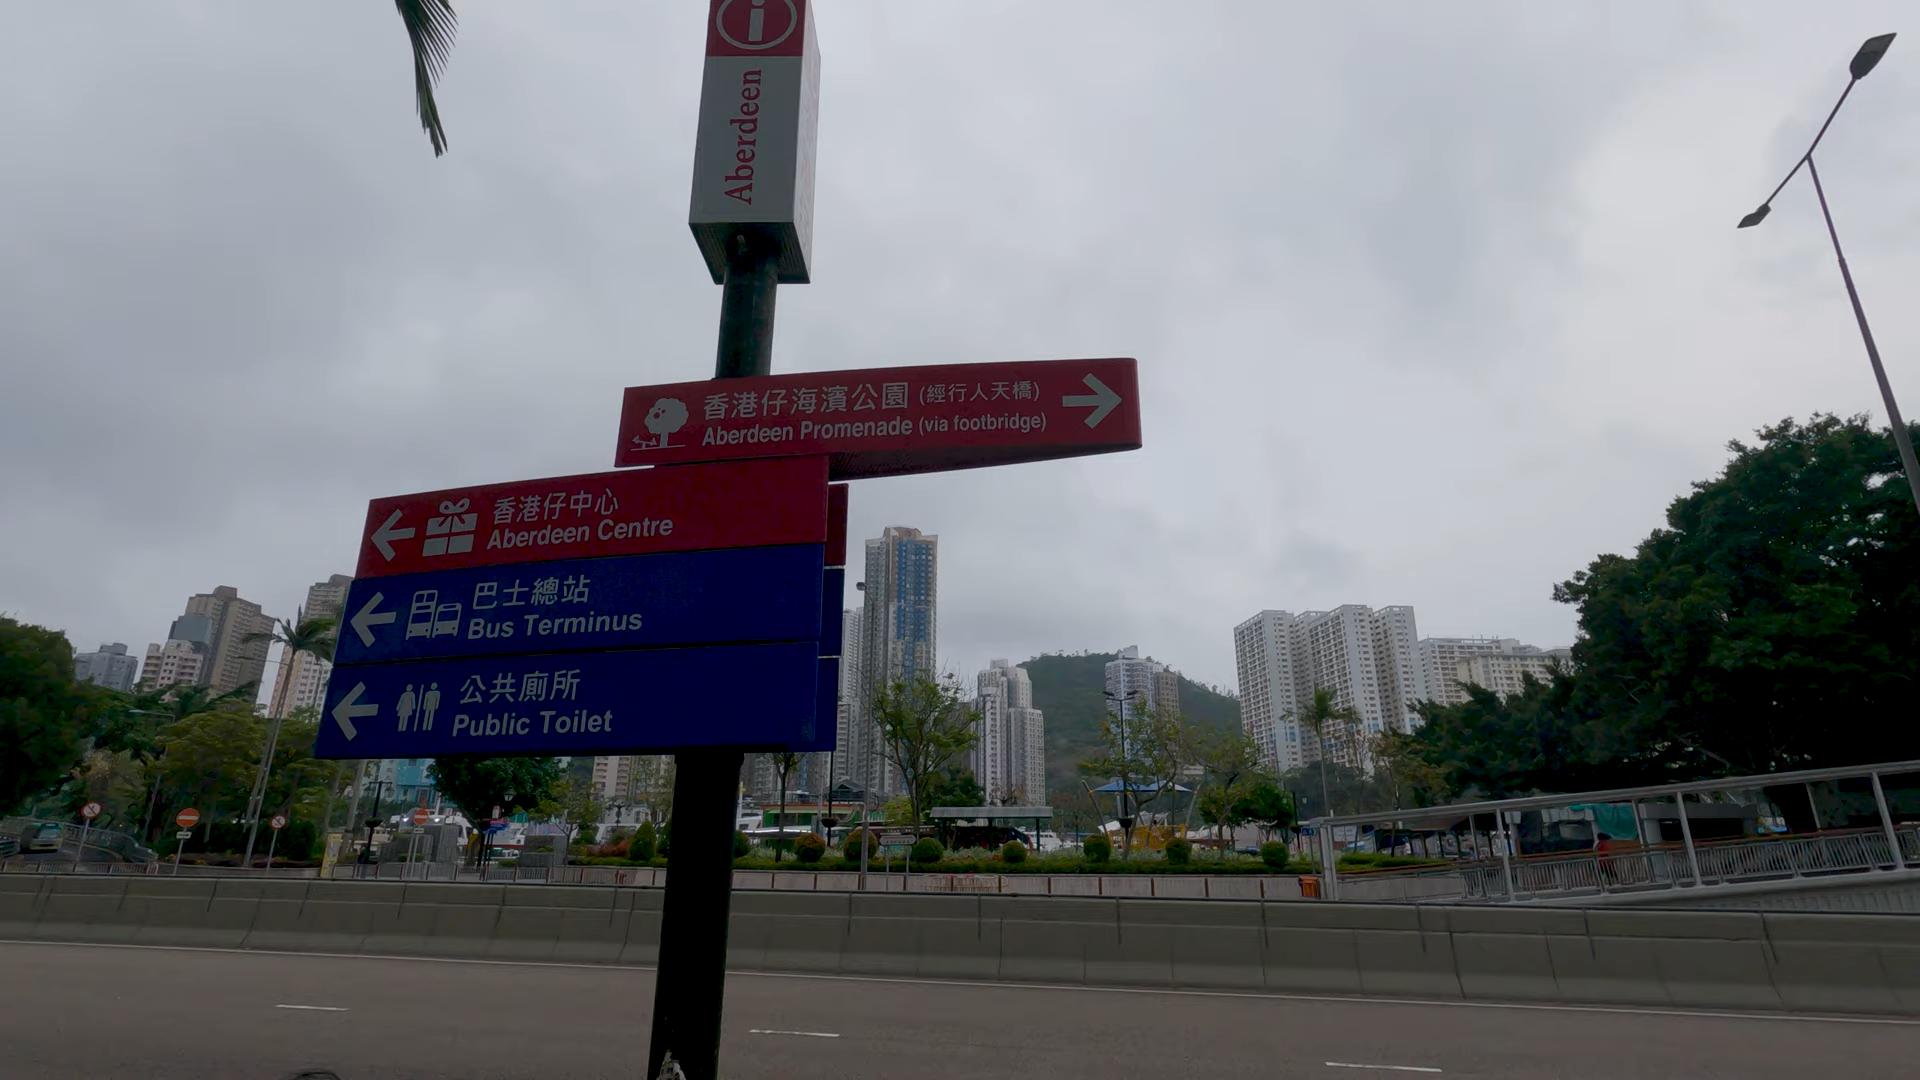 i
Aberdeen
香港仔海濱公園 (經行人天橋)
Aberdeen Promenade (via footbridge)
香港仔中心
Aberdeen Centre
巴士總站
Bus Terminus
公共廁所
Public Toilet